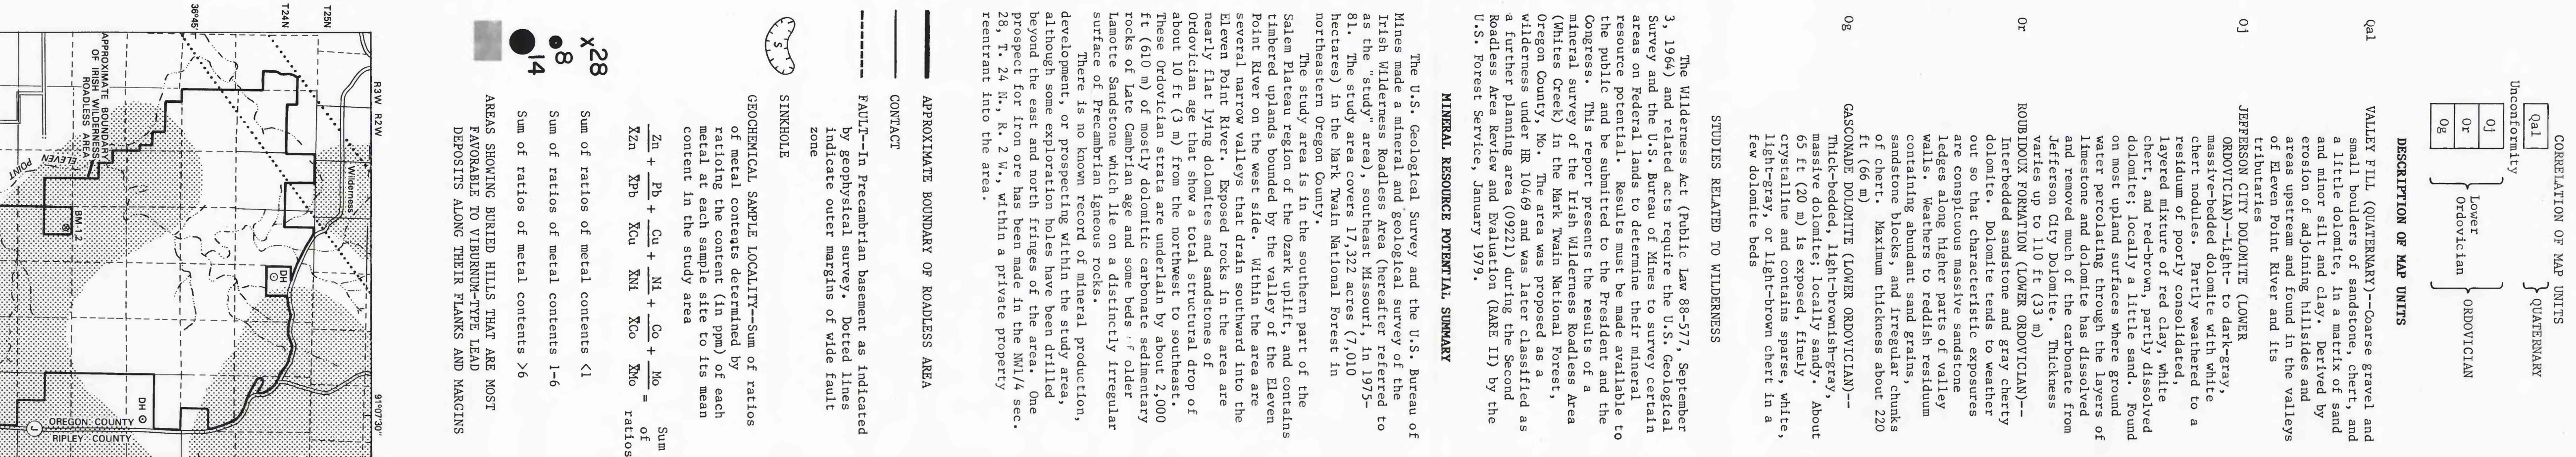 CORRELATION OF MAP UNITS
Qal
QUATERNARY
Unconformity
Oj
Or
Og
Lower
Ordovician
ORDOVICIAN
DESCRIPTION OF MAP UNITS
Qal
VALLEY FILL (QUATERNARY)--Coarse gravel and
small boulders of sandstone, chert, and
a little dolomite, in a matrix of sand
and minor silt and clay. Derived by
erosion of adjoining hillsides and
areas upstream and found in the valleys
of Eleven Point River and its
tributaries
Oj
JEFFERSON CITY DOLOMITE (LOWER
ORDOVICIAN)--Light- to dark-gray,
massive-bedded dolomite with white
chert nodules. Partly weathered to a
residuum of poorly consolidated,
layered mixture of red clay, white
chert, and red-brown, partly dissolved
dolomite; locally a little sand. Found
on most upland surfaces where ground
water percolating through the layers of
limestone and dolomite has dissolved
and removed much of the carbonate from
Jefferson City Dolomite. Thickness
varies up to 110 ft (33 m)
Or
ROUBIDOUX FORMATION (LOWER ORDOVICIAN)--
Interbedded sandstone and gray cherty
dolomite. Dolomite tends to weather
out so that characteristic exposures
are conspicuous massive sandstone
ledges along higher parts of valley
walls. Weathers to reddish residuum
containing abundant sand grains,
sandstone blocks, and irregular chunks
of chert. Maximum thickness about 220
ft (66 m)
Og
GASCONADE DOLOMITE (LOWER ORDOVICIAN)--
Thick-bedded, light-brownish-gray,
massive dolomite; locally sandy. About
65 ft (20 m) is exposed, finely
crystalline and contains sparse, white,
light-gray, or light-brown chert in a
few dolomite beds
STUDIES RELATED TO WILDERNESS
The Wilderness Act (Public Law 88-577, September
3, 1964) and related acts require the U.S. Geological
Survey and the U.S. Bureau of Mines to survey certain
areas on Federal lands to determine their mineral
resource potential. Results must be made available to
the public and be submitted to the President and the
Congress. This report presents the results of a
mineral survey of the Irish Wilderness Roadless Area
(Whites Creek) in the Mark Twain National Forest,
Oregon County, Mo. The area was proposed as a
wilderness under HR 10469 and was later classified as
a further planning area (0922l) during the Second
Roadless Area Review and Evaluation (RARE II) by the
U.S. Forest Service, January 1979.
MINERAL RESOURCE POTENTIAL SUMMARY
The U.S. Geological Survey and the U.S. Bureau of
Mines made a mineral and geological survey of the
Irish Wilderness Roadless Area (hereafter referred to
as the "study" area), southeast Missouri, in 1975-
81. The study area covers 17,322 acres (7,010
hectares) in the Mark Twain National Forest in
northeastern Oregon County.
The study area is in the southern part of the
Salem Plateau region of the Ozark uplift, and contains
timbered uplands bounded by the valley of the Eleven
Point River on the west side. Within the area are
several narrow valleys that drain southward into the
Eleven Point River. Exposed rocks in the area are
nearly flat lying dolomites and sandstones of
Ordovician age that show a total structural drop of
about 10 ft (3 m) from the northwest to southeast.
These Ordovician strata are underlain by about 2,000
ft (610 m) of mostly dolomitic carbonate sedimentary
rocks of Late Cambrian age and some beds of older
Lamotte Sandstone which lie on a distinctly irregular
surface of Precambrian igneous rocks.
There is no known record of mineral production,
development, or prospecting within the study area,
although some exploration holes have been drilled
beyond the east and north fringes of the area. One
prospect for iron ore has been made in the NW1/4 sec.
28, T. 24 N., R. 2 W., within a private property
reentrant into the area.
APPROXIMATE BOUNDARY OF ROADLESS AREA
CONTACT
FAULT--In Precambrian basement as indicated
by geophysical survey. Dotted lines
indicate outer margins of wide fault
zone
S
SINKHOLE
GEOCHEMICAL SAMPLE LOCALITY--Sum of ratios
of metal contents determined by
ratioing the content (in ppm) of each
metal at each sample site to its mean
content in the study area
Zn + Pb + Cu + Ni + Co + Mo = Sum
X̄Zn X̄Pb X̄Cu X̄Ni X̄Co X̄Mo of
ratios
x28
Sum of ratios of metal contents <1
8
Sum of ratios of metal contents 1-6
14
Sum of ratios of metal contents >6
AREAS SHOWING BURIED HILLS THAT ARE MOST
FAVORABLE TO VIBURNUM-TYPE LEAD
DEPOSITS ALONG THEIR FLANKS AND MARGINS
R3W R2W
91°07'30"
T25N
T24N
36°45'
Wilderness
APPROXIMATE BOUNDARY
OF IRISH WILDERNESS
ROADLESS AREA
DH
DH
BM-12
ELEVEN
POINT
OREGON COUNTY
RIPLEY COUNTY
J